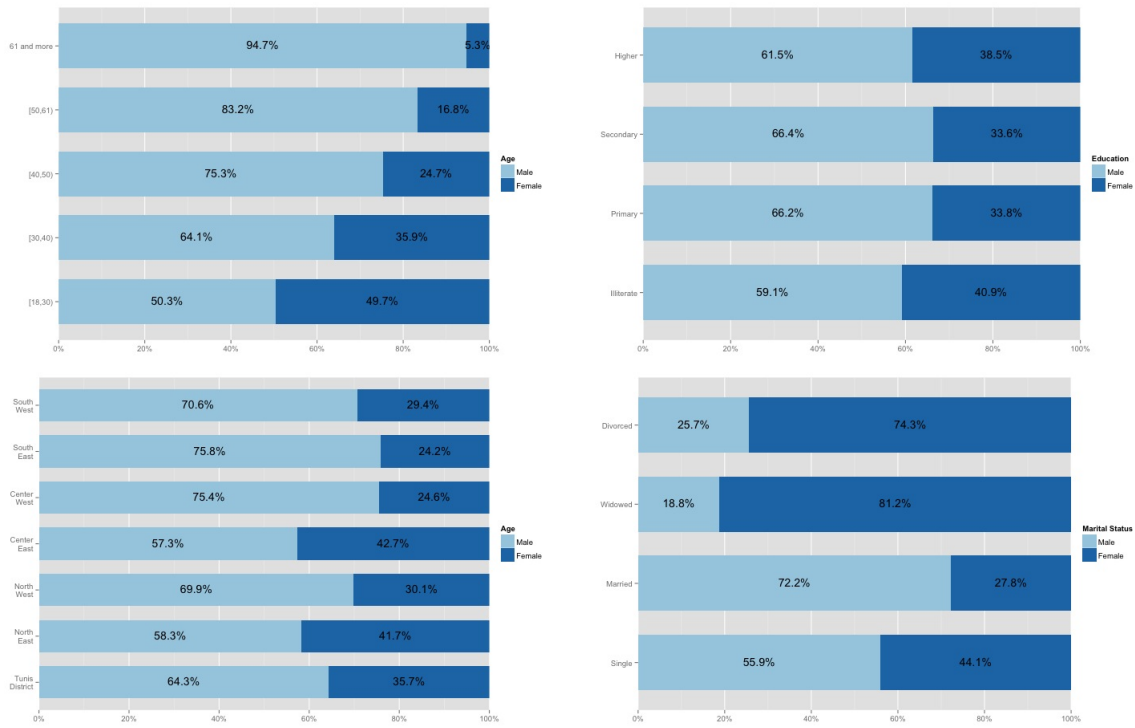 61 and more
94.7%
5.3%
[50,61)
83.2%
16.8%
[40,50)
75.3%
24.7%
[30,40)
64.1%
35.9%
[18,30)
50.3%
49.7%
0%
20%
40%
60%
80%
100%
Age
Male
Female
Higher
61.5%
38.5%
Secondary
66.4%
33.6%
Primary
66.2%
33.8%
Illiterate
59.1%
40.9%
0%
20%
40%
60%
80%
100%
Education
Male
Female
South
West
70.6%
29.4%
South
East
75.8%
24.2%
Center
West
75.4%
24.6%
Center
East
57.3%
42.7%
North
West
69.9%
30.1%
North
East
58.3%
41.7%
Tunis
District
64.3%
35.7%
0%
20%
40%
60%
80%
100%
Age
Male
Female
Divorced
25.7%
74.3%
Widowed
18.8%
81.2%
Married
72.2%
27.8%
Single
55.9%
44.1%
0%
20%
40%
60%
80%
100%
Marital Status
Male
Female